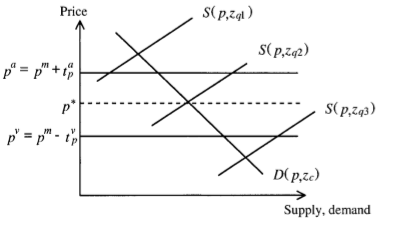 Price
S(p,z_q1)
S(p,z_q2)
p^a = p^m + t_p^a
p*
S(p,z_q3)
p^v = p^m - t_p^v
D(p,z_c)
Supply, demand